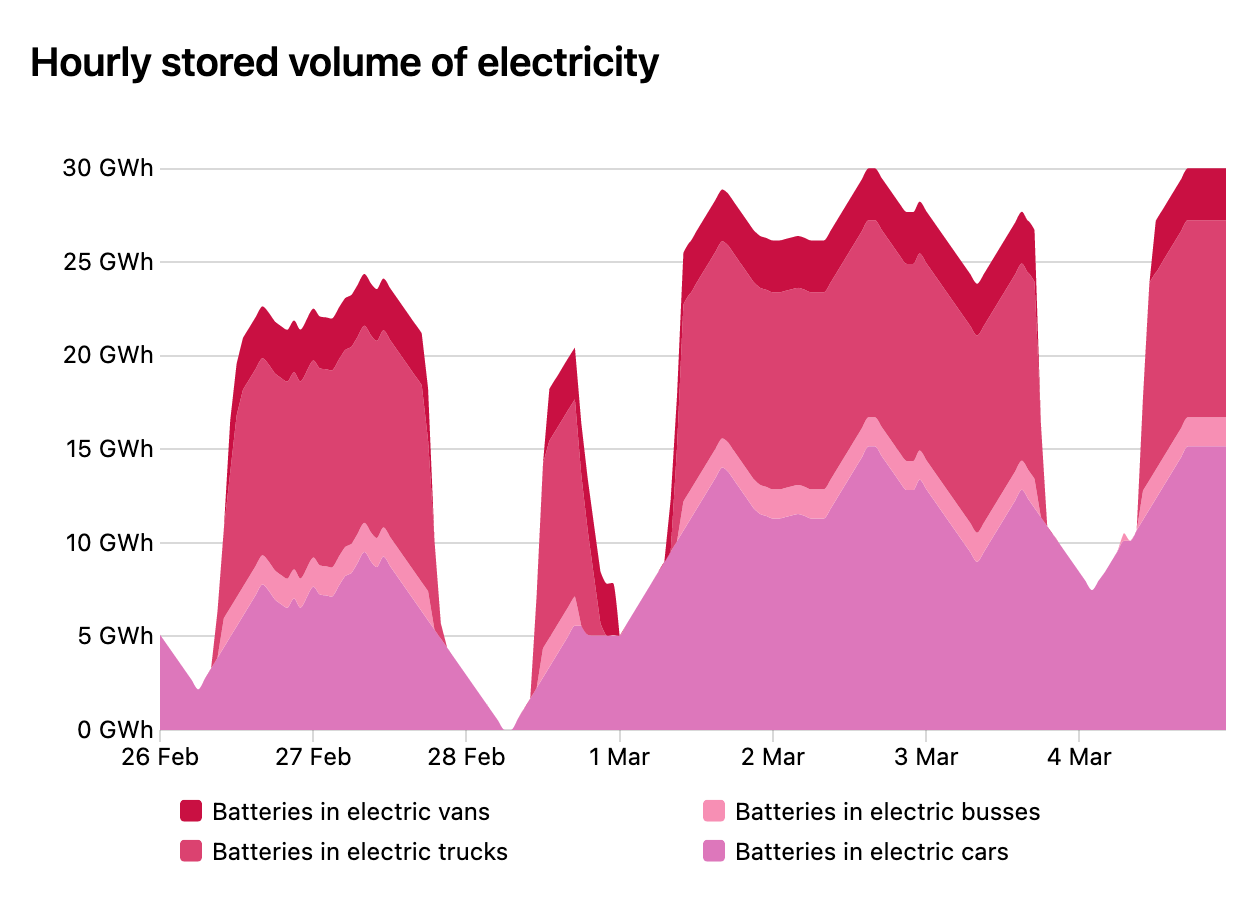 Hourly stored volume of electricity
30 GWh
25 GWh
20 GWh
15 GWh
10 GWh
5 GWh
0 GWh
26 Feb 27 Feb 28 Feb 1 Mar 2 Mar 3 Mar 4 Mar
Batteries in electric vans Batteries in electric busses
Batteries in electric trucks Batteries in electric cars